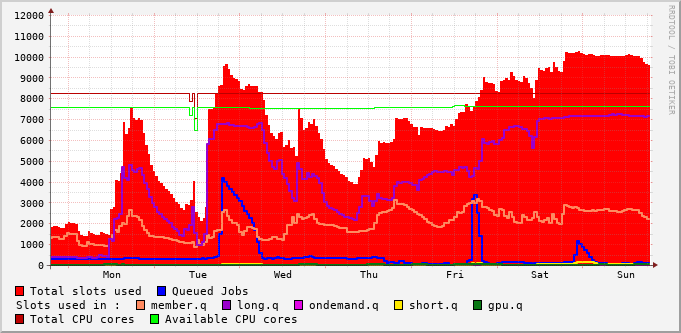 RRDTOOL / TOBI OETIKER
12000
11000
10000
9000
8000
7000
6000
5000
4000
3000
2000
1000
0
Mon Tue Wed Thu Fri Sat Sun
Total slots used Queued Jobs
Slots used in : member.q long.q ondemand.q short.q gpu.q
Total CPU cores Available CPU cores